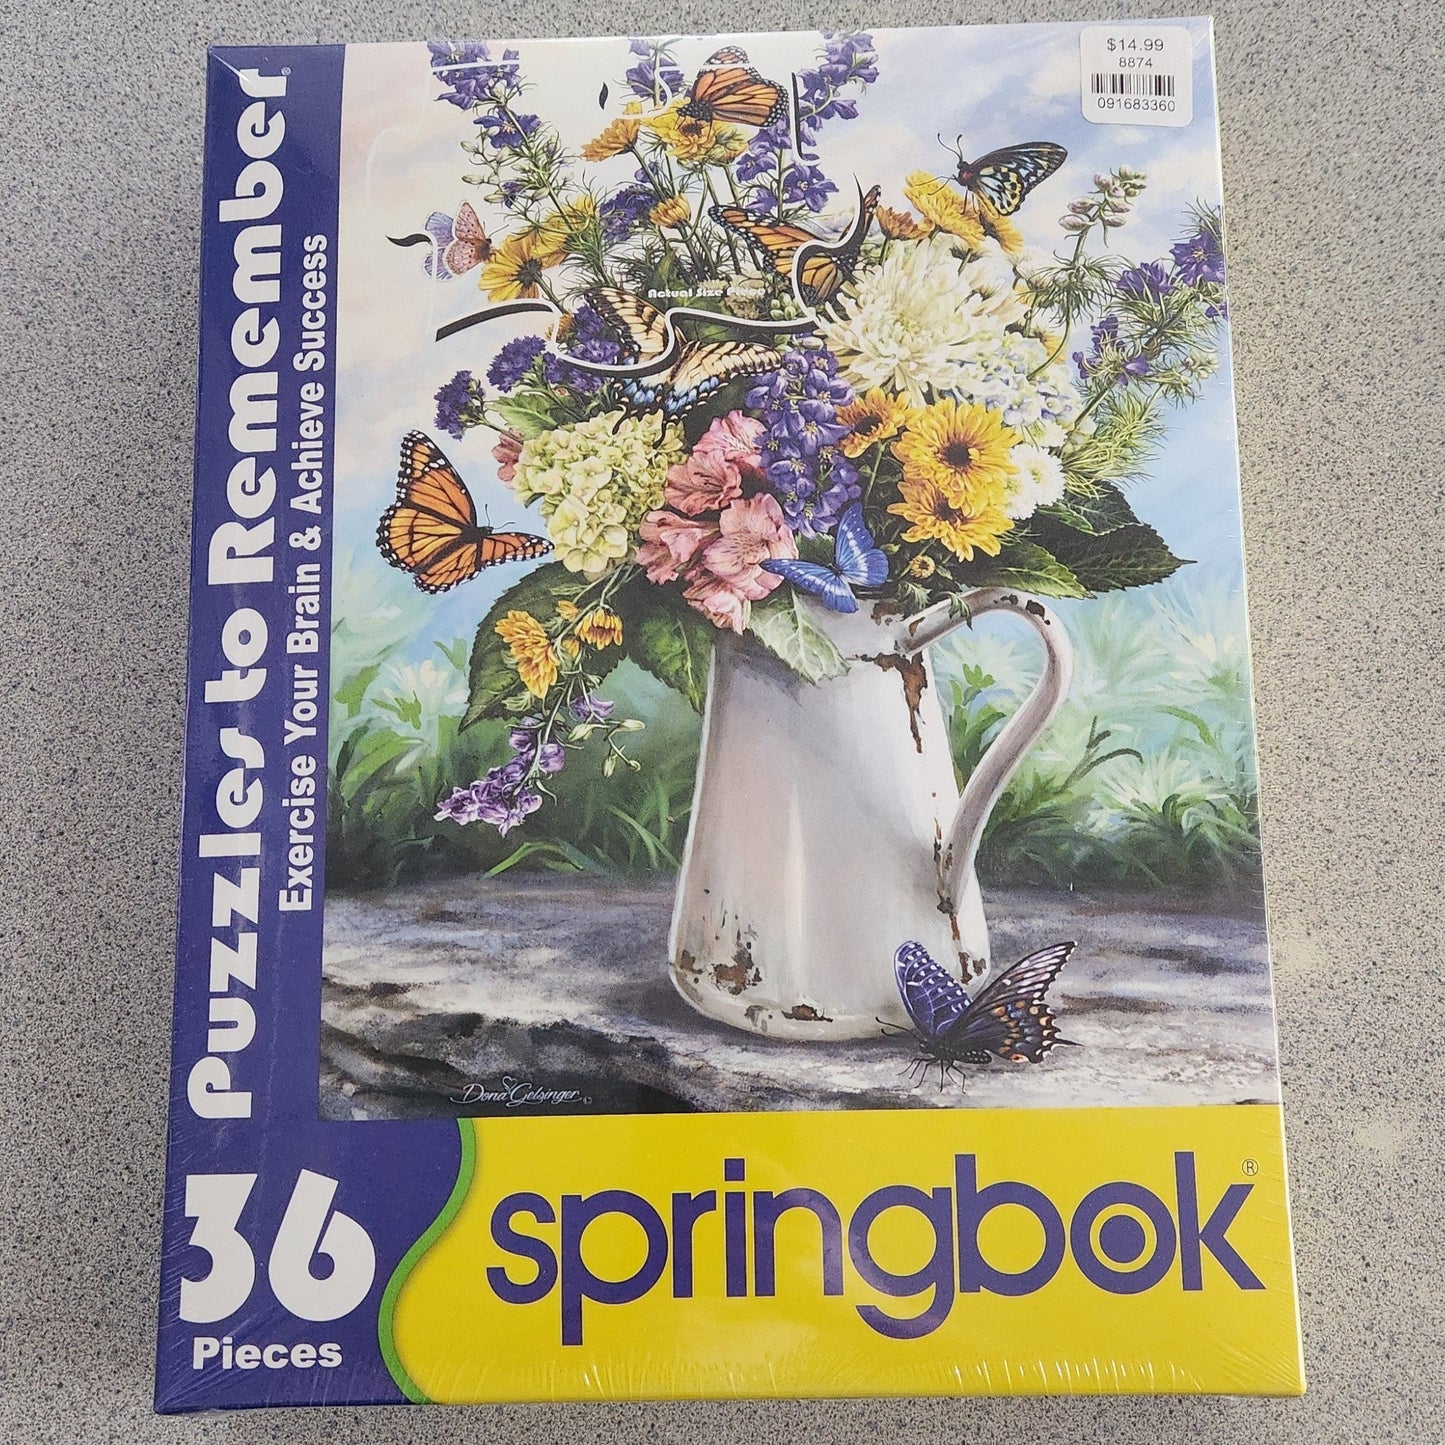 $14.99
8874
091683360
Puzzles to Remember®
Exercise Your Brain & Achieve Success
Actual Size Piece
Dona Gelsinger ©
36
Pieces
springbok®